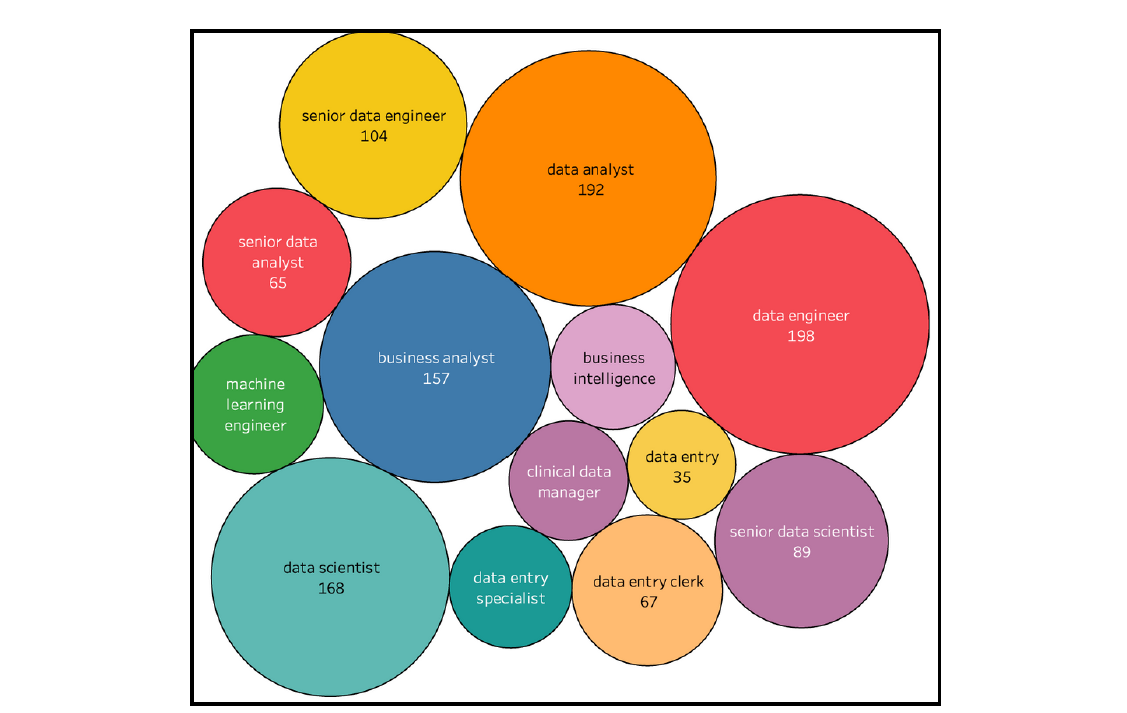 senior data engineer
104
data analyst
192
senior data
analyst
65
data engineer
198
business analyst
157
business
intelligence
machine
learning
engineer
data entry
35
clinical data
manager
senior data scientist
89
data scientist
168
data entry
specialist
data entry clerk
67